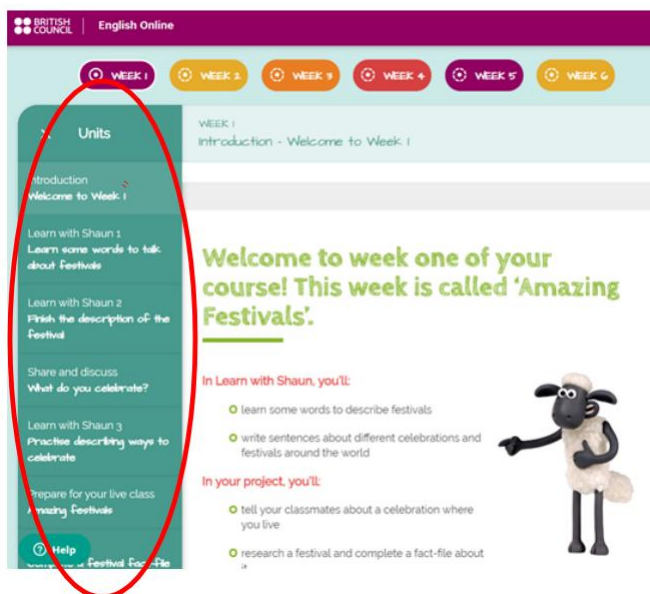 BRITISH
COUNCIL
English Online
WEEK 1
WEEK 2
WEEK 3
WEEK 4
WEEK 5
WEEK 6
Units
Introduction
Welcome to Week 1
Learn with Shaun 1
Learn some words to talk
about festivals
Learn with Shaun 2
Finish the description of the
festival
Share and discuss
What do you celebrate?
Learn with Shaun 3
Practise describing ways to
celebrate
Prepare for your live class
Amazing festivals
Help
a festival fact-file
WEEK 1
Introduction - Welcome to Week 1
Welcome to week one of your
course! This week is called ‘Amazing
Festivals’.
In Learn with Shaun, you'll:
learn some words to describe festivals
write sentences about different celebrations and
festivals around the world
In your project, you'll:
tell your classmates about a celebration where
you live
research a festival and complete a fact-file about